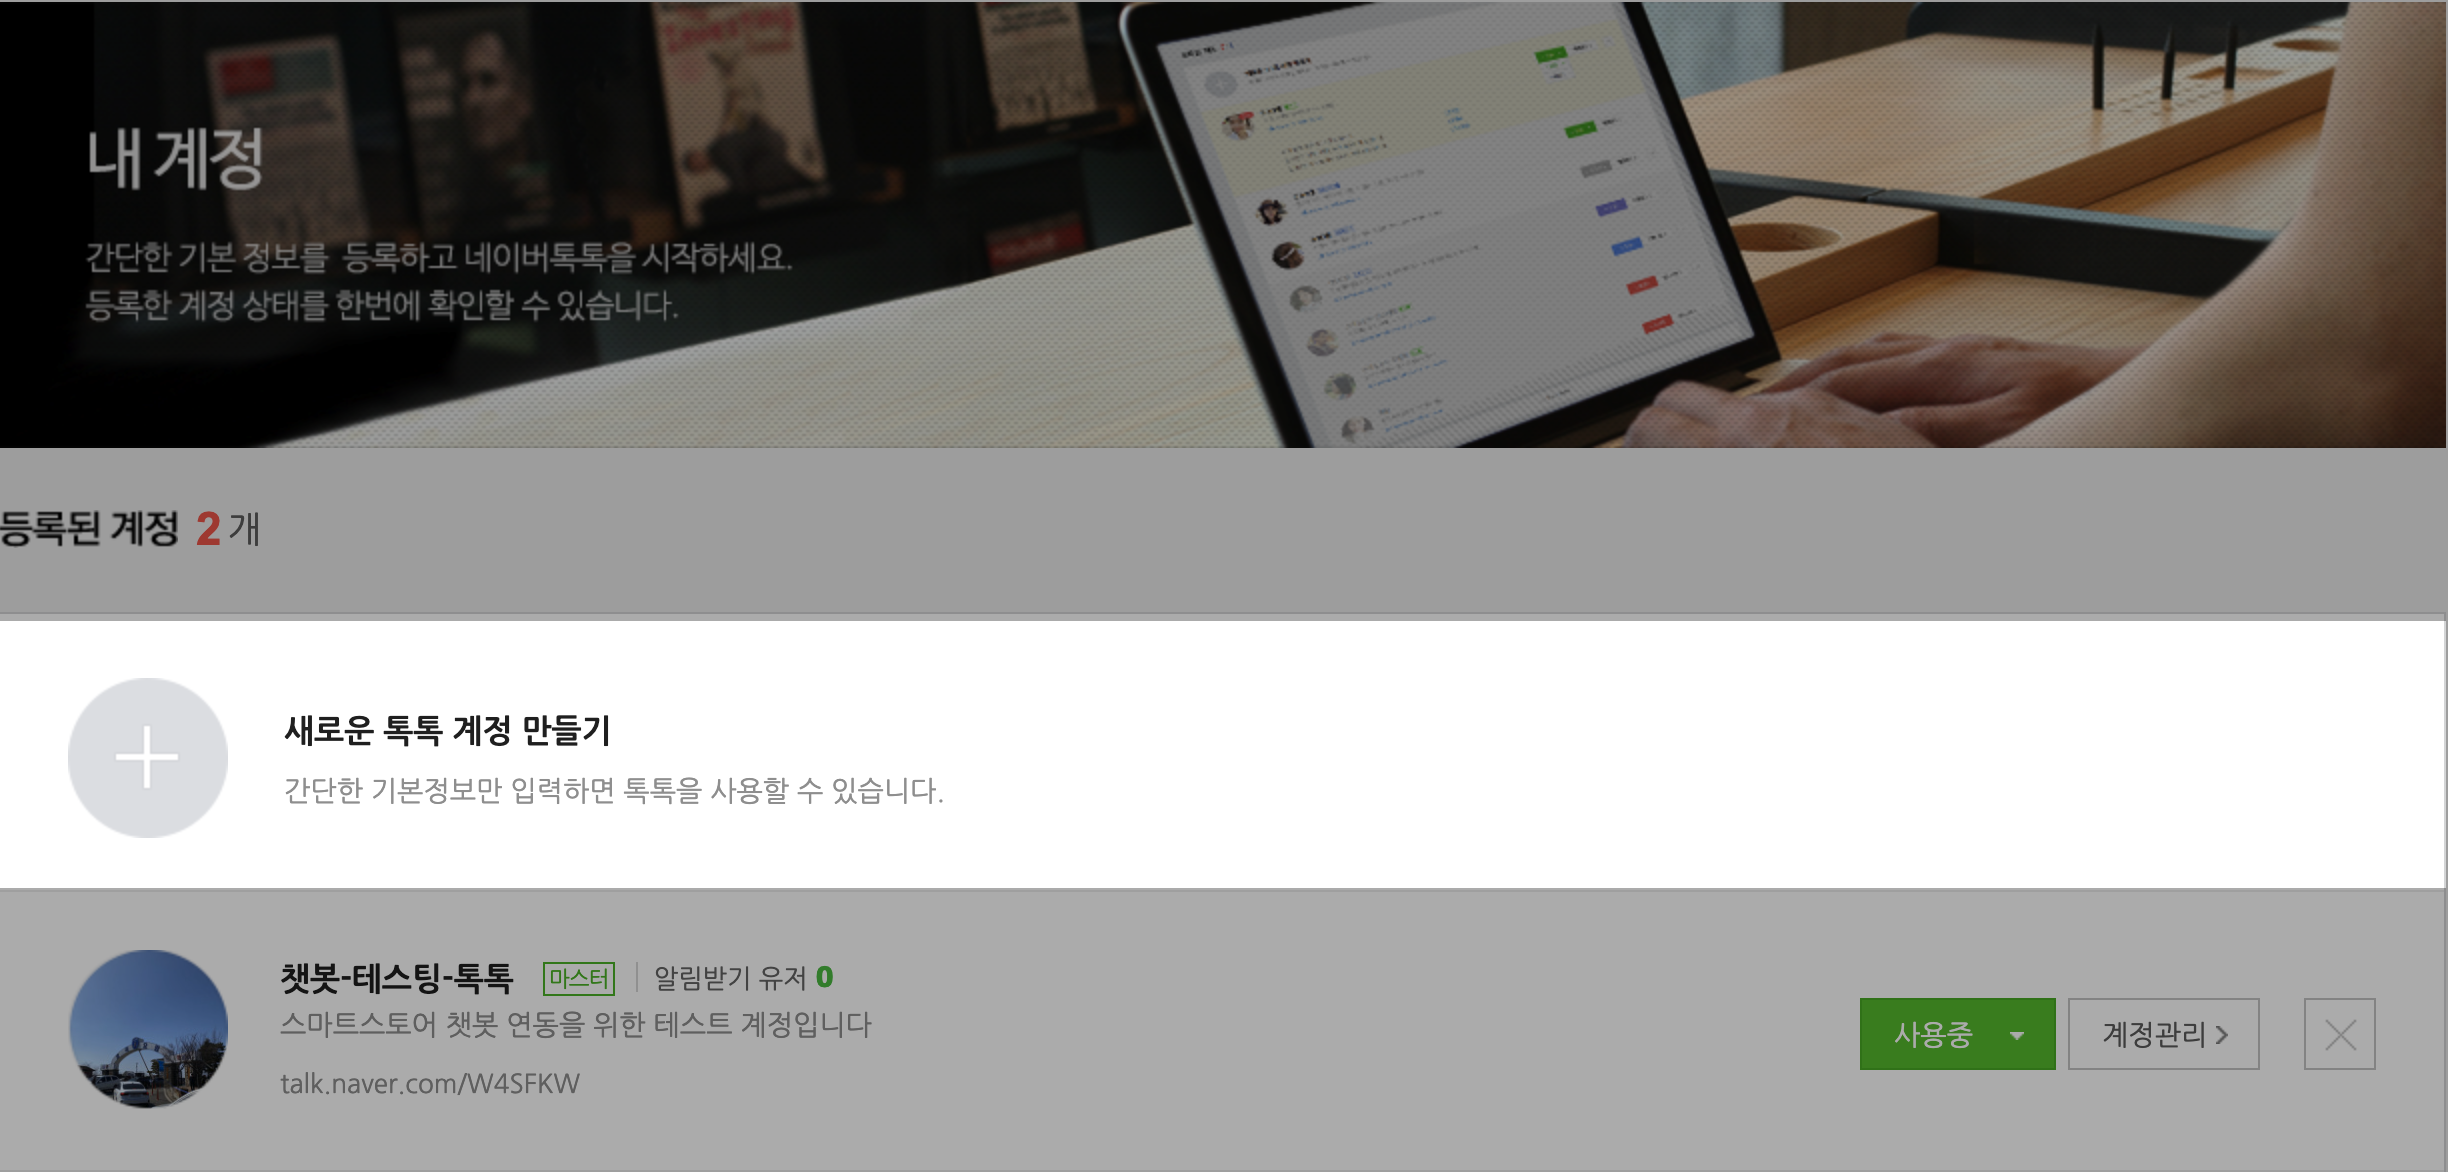 내 계정
간단한 기본 정보를 등록하고 네이버톡톡을 시작하세요.
등록한 계정 상태를 한번에 확인할 수 있습니다.
등록된 계정 2 개
새로운 톡톡 계정 만들기
간단한 기본정보만 입력하면 톡톡을 사용할 수 있습니다.
챗봇-테스팅-톡톡 마스터 알림받기 유저 0
스마트스토어 챗봇 연동을 위한 테스트 계정입니다
talk.naver.com/W4SFKW
사용중
계정관리